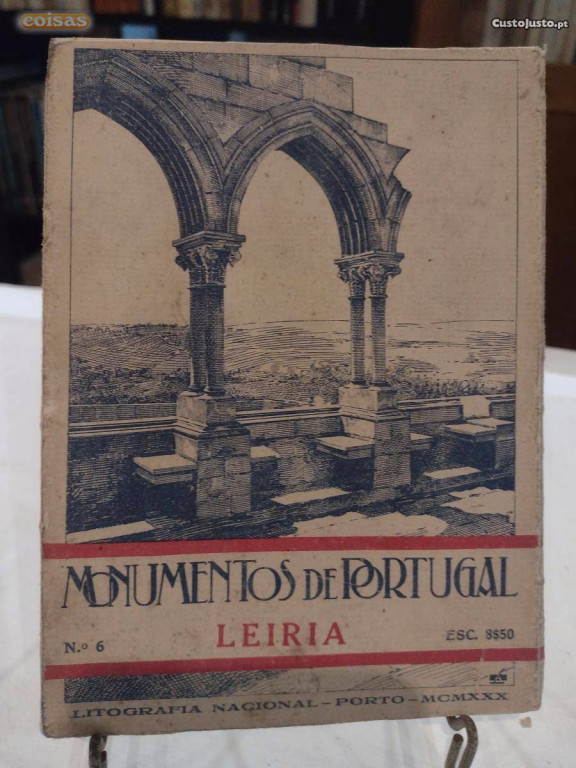 coisas
CustoJusto.pt
MONUMENTOS DE PORTUGAL
N.º 6 LEIRIA ESC. 8$50
LITOGRAFIA NACIONAL - PORTO - MCMXXX